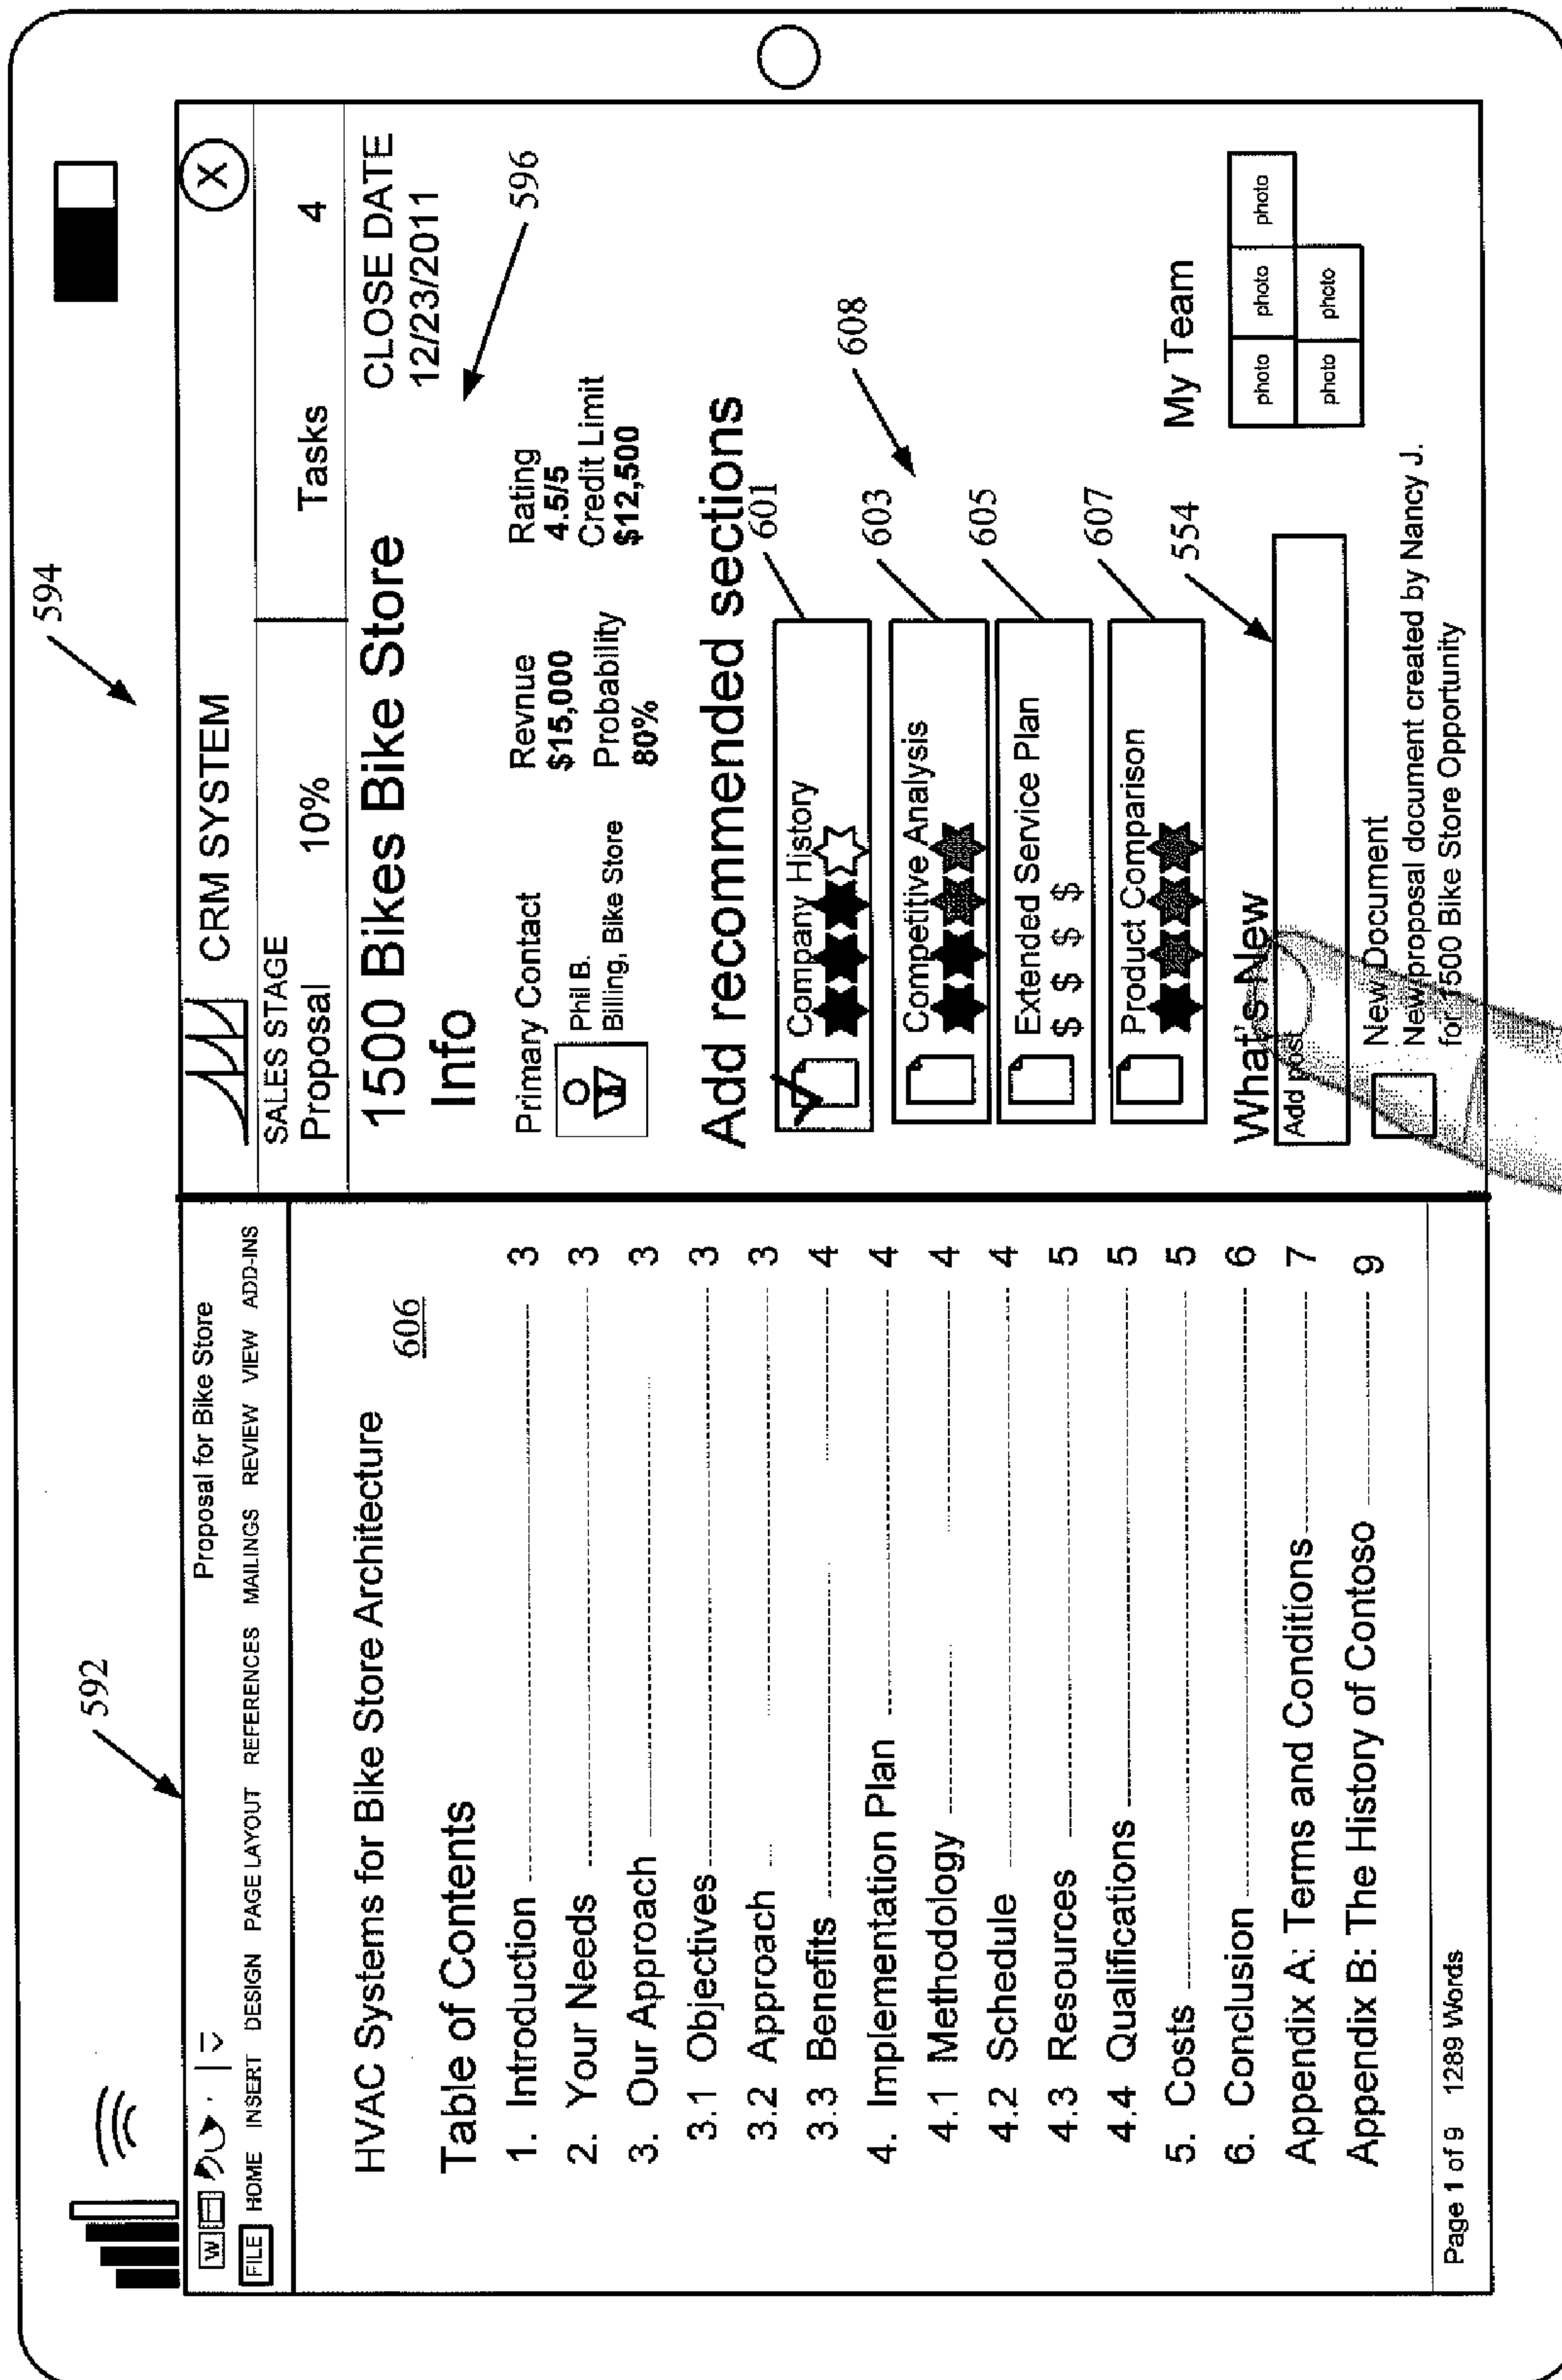 592
594
W
Proposal for Bike Store
FILE HOME INSERT DESIGN PAGE LAYOUT REFERENCES MAILINGS REVIEW VIEW ADD-INS
HVAC Systems for Bike Store Architecture
606
Table of Contents
1. Introduction 3
2. Your Needs 3
3. Our Approach 3
3.1 Objectives 3
3.2 Approach 3
3.3 Benefits 4
4. Implementation Plan 4
4.1 Methodology 4
4.2 Schedule 4
4.3 Resources 5
4.4 Qualifications 5
5. Costs 5
6. Conclusion 6
Appendix A: Terms and Conditions 7
Appendix B: The History of Contoso 9
Page 1 of 9 1289 Words
CRM SYSTEM
X
SALES STAGE
Proposal 10% Tasks 4
1500 Bikes Bike Store
CLOSE DATE
12/23/2011
Info
596
Primary Contact
Phil B.
Billing, Bike Store
Revnue
$15,000
Probability
80%
Rating
4.5/5
Credit Limit
$12,500
Add recommended sections
601
Company History
608
603
Competitive Analysis
605
Extended Service Plan
$ $ $ $
607
Product Comparison
554
What's New
Add post
New Document
New proposal document created by Nancy J.
for 1500 Bike Store Opportunity
My Team
photo photo photo
photo photo